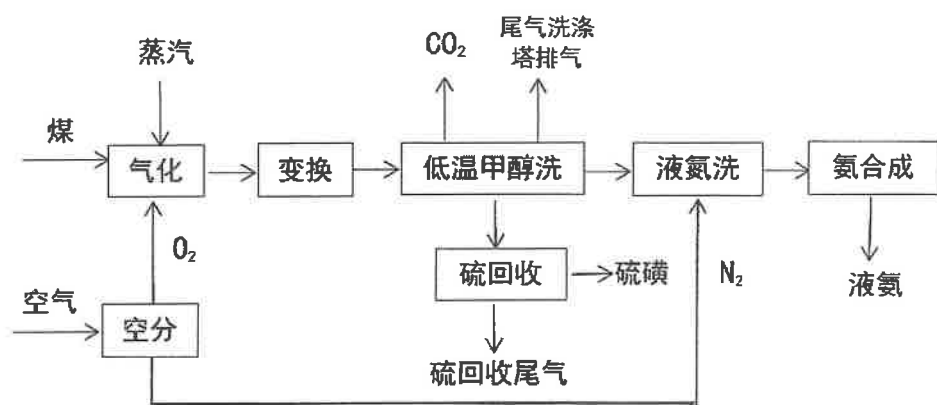 CO₂
尾气洗涤
塔排气
蒸汽
煤
气化
变换
低温甲醇洗
液氮洗
氨合成
O₂
硫回收
硫磺
N₂
液氨
空气
空分
硫回收尾气